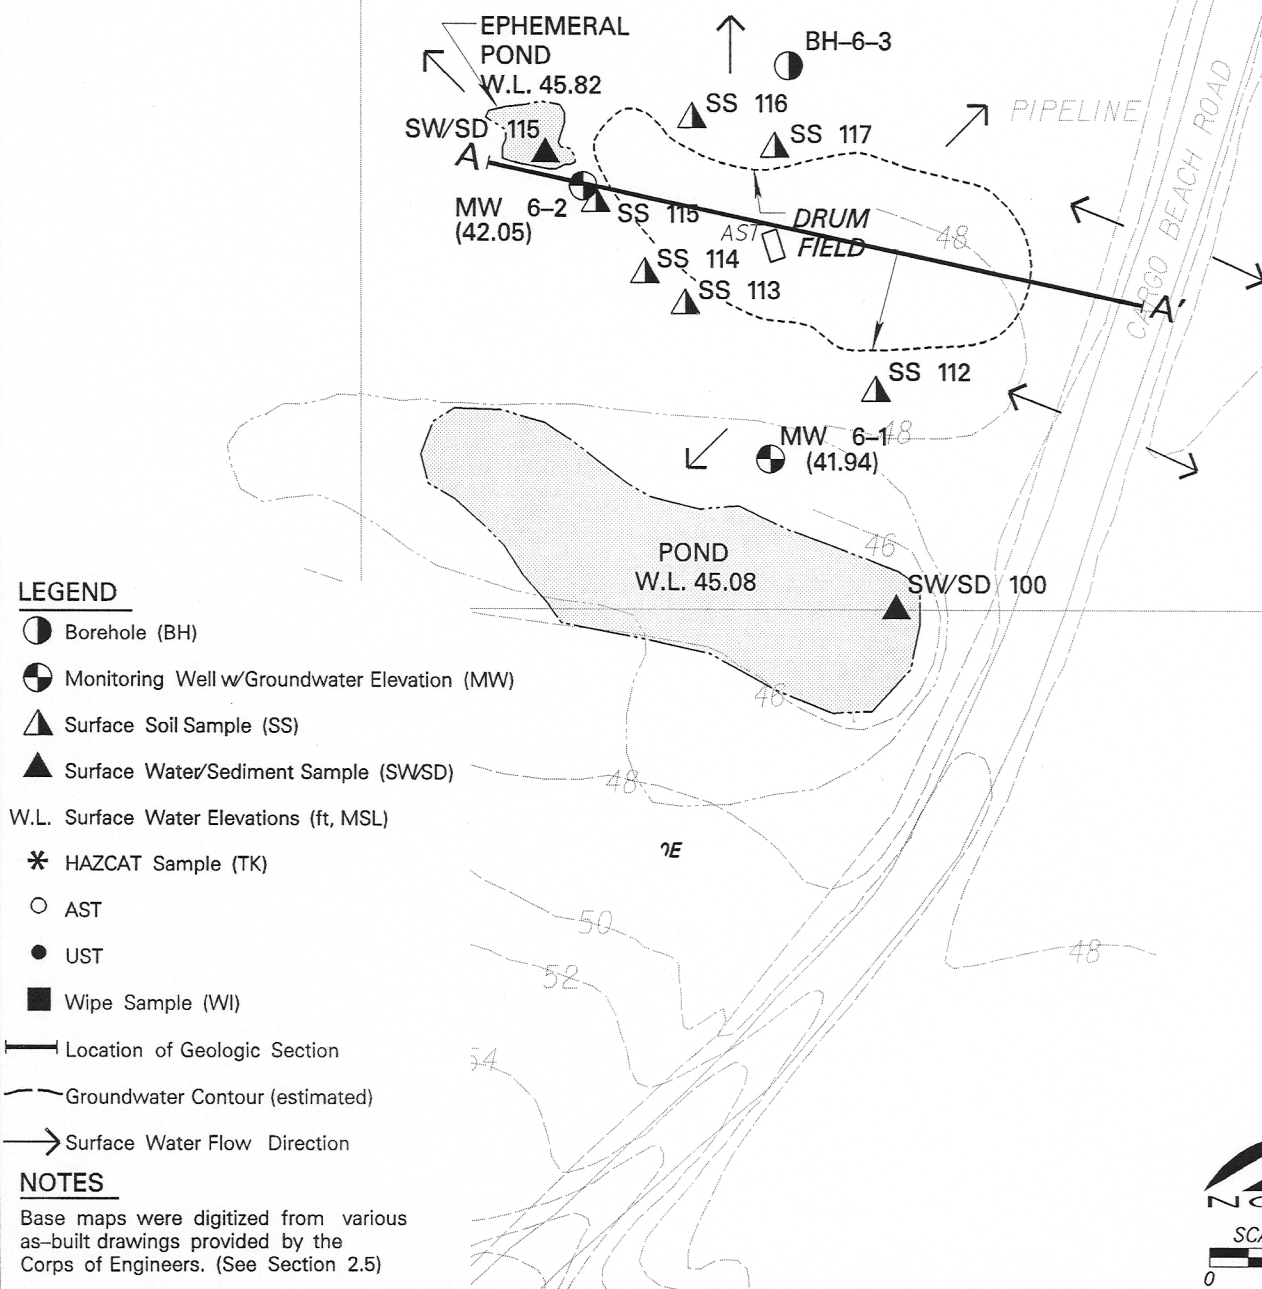 EPHEMERAL
POND
W.L. 45.82
BH-6-3
SS 116
SS 117
PIPELINE
CARGO BEACH ROAD
SW/SD 115
A
MW 6-2
(42.05)
SS 115
DRUM
FIELD
AST
48
SS 114
SS 113
A'
SS 112
48
MW 6-1
(41.94)
46
POND
W.L. 45.08
SW/SD 100
46
48
50
52
48
LEGEND
Borehole (BH)
Monitoring Well w/Groundwater Elevation (MW)
Surface Soil Sample (SS)
Surface Water/Sediment Sample (SW/SD)
W.L. Surface Water Elevations (ft, MSL)
HAZCAT Sample (TK)
AST
UST
Wipe Sample (WI)
Location of Geologic Section
Groundwater Contour (estimated)
Surface Water Flow Direction
NOTES
Base maps were digitized from various
as-built drawings provided by the
Corps of Engineers. (See Section 2.5)
0